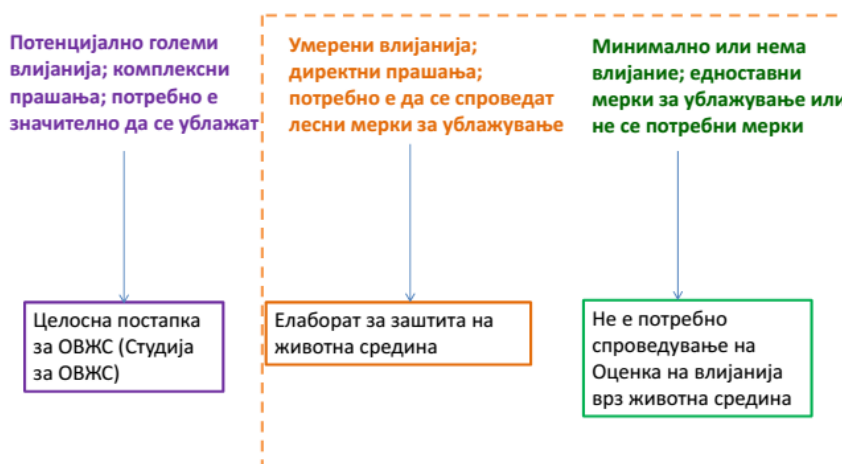 Потенцијално големи
влијанија; комплексни
прашања; потребно е
значително да се ублажат
Умерени влијанија;
директни прашања;
потребно е да се спроведат
лесни мерки за ублажување
Минимално или нема
влијание; едноставни
мерки за ублажување или
не се потребни мерки
Целосна постапка
за ОВЖС (Студија
за ОВЖС)
Елаборат за заштита на
животна средина
Не е потребно
спроведување на
Оценка на влијанија
врз животна средина